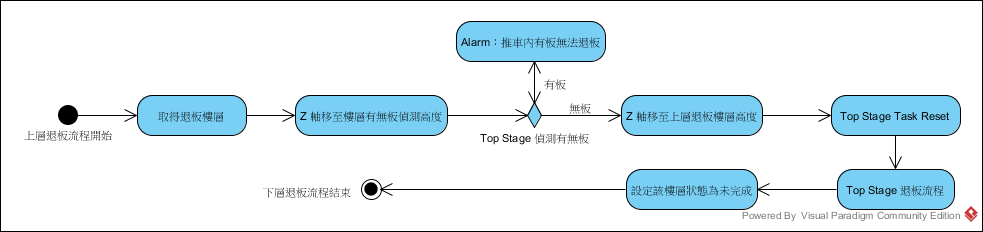 Alarm：推車內有板無法退板
有板
無板
取得退板樓層
Z 軸移至樓層有無板偵測高度
Z 軸移至上層退板樓層高度
Top Stage Task Reset
上層退板流程開始
Top Stage 偵測有無板
下層退板流程結束
設定該樓層狀態為未完成
Top Stage 退板流程
Powered By Visual Paradigm Community Edition